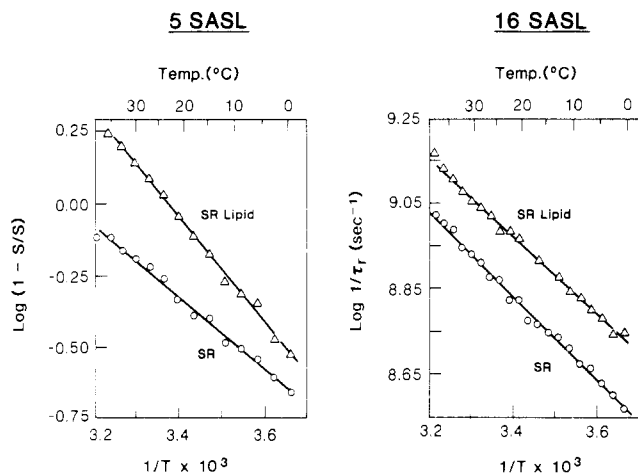 5 SASL
Temp.(°C)
30 20 10 0
0.25
0.00
-0.25
-0.50
-0.75
Log (1 - S/S)
SR Lipid
SR
3.2 3.4 3.6
1/T x 10³
16 SASL
Temp.(°C)
30 20 10 0
9.25
9.05
8.85
8.65
Log 1/τr (sec⁻¹)
SR Lipid
SR
3.2 3.4 3.6
1/T x 10³